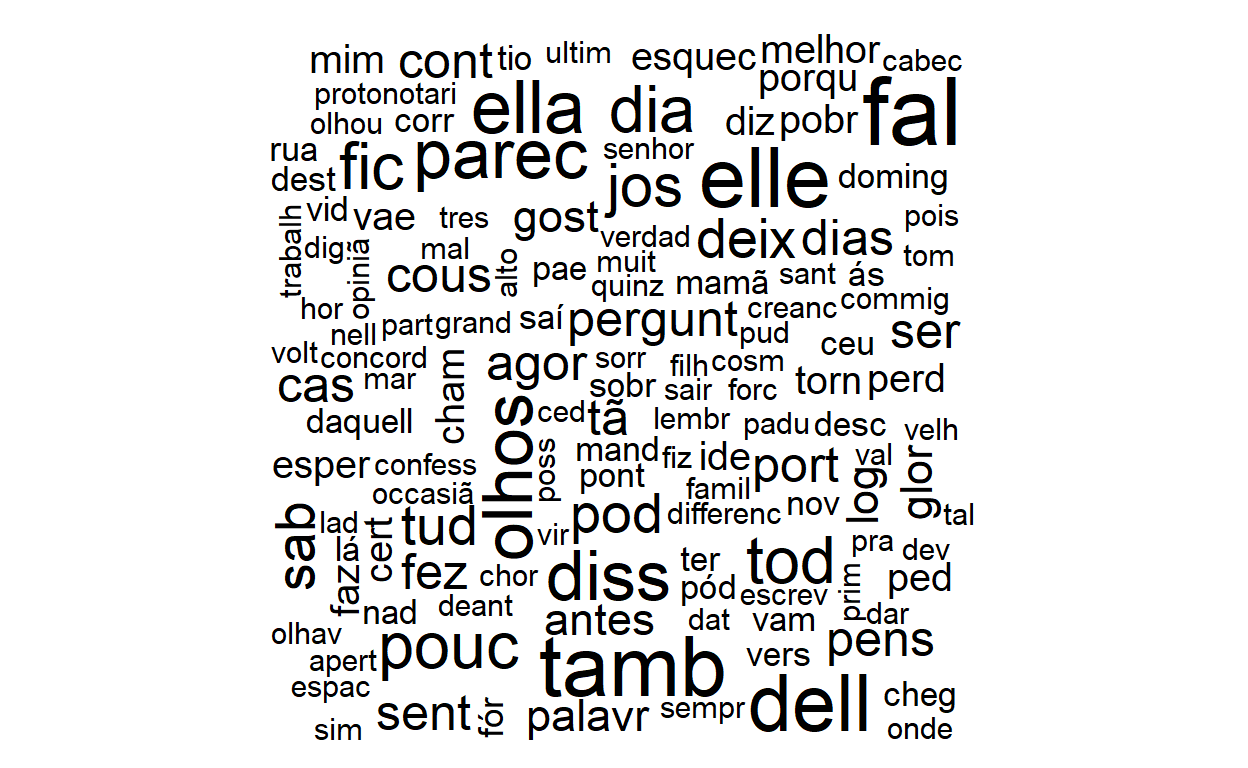 mim cont tio ultim esquec melhor cabec
protonotari ella dia porqu fal
olhou corr diz pobr
rua fic parec senhor elle doming
dest jos
vid vae tres gost verdad deix dias pois
trabalh dig opiniã mal cous alto pae muit quinz mamã sant ás tom
hor nell part grand saí pergunt pud creanc commig
volt concord agor sorr filh cosm ceu ser
cas mar cham olhos sobr sair forc torn perd
daquell ced tã lembr padu desc velh
esper confess poss mand fiz ide port val
occasiã pont famil log glor
sab lad tud vir pod differenc nov tal
lá cert fez chor diss ter tod pra dev
faz nad deant pód escrev prim ped
olhav antes dat vam dar
apert pouc tamb vers pens
espac dell cheg
sim sent fór palavr sempr onde